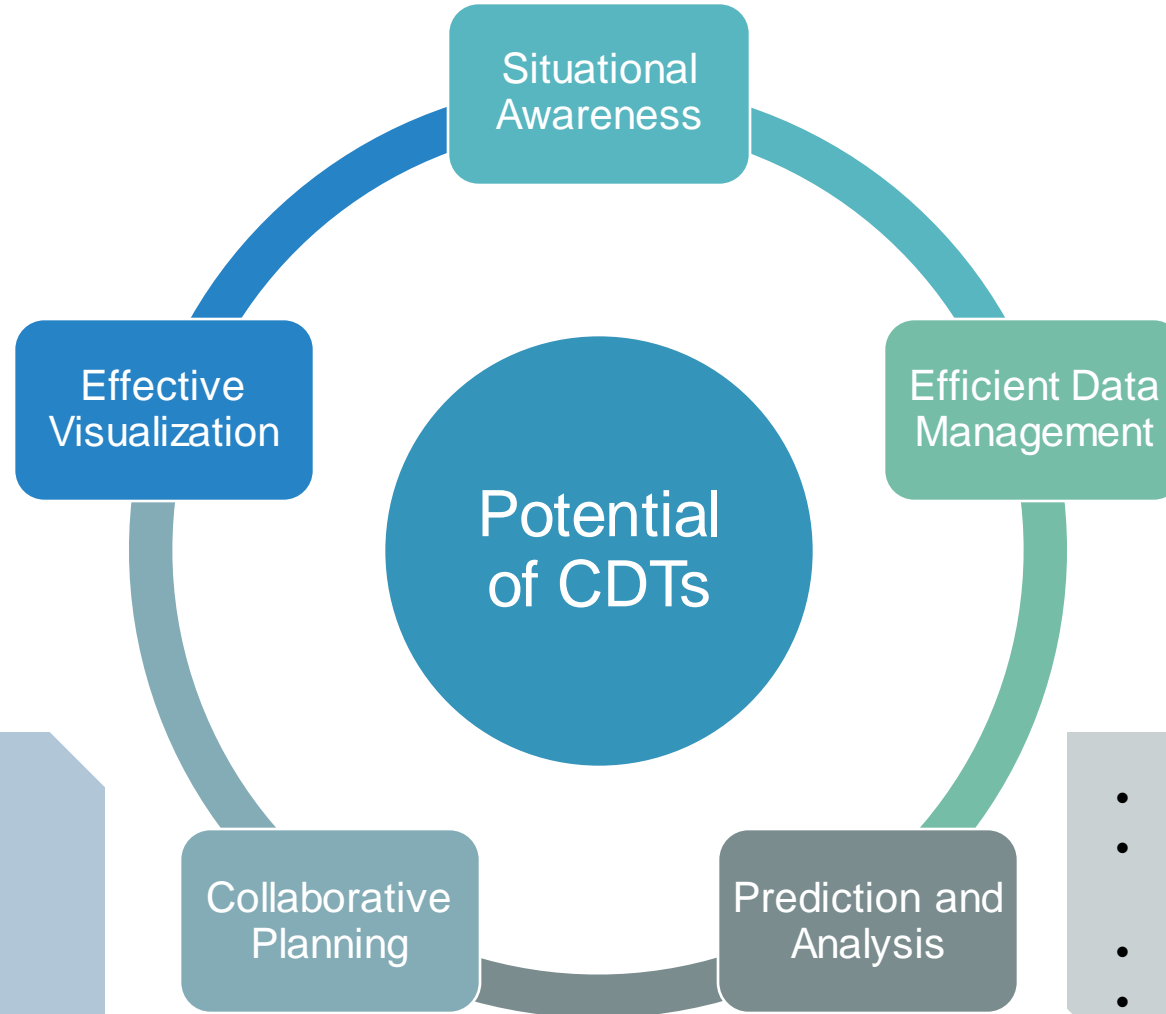 Situational
Awareness
Effective
Visualization
Efficient Data
Management
Potential
of CDTs
Collaborative
Planning
Prediction and
Analysis